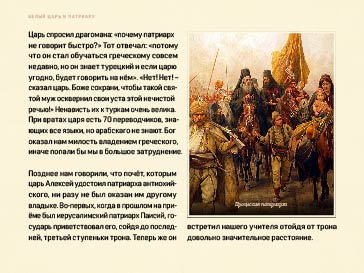 БЕЛЫЙ ЦАРЬ И ПАТРИАРХ
Царь спросил драгомана: «почему патриарх
не говорит быстро?» Тот отвечал: «потому
что он стал обучаться греческому совсем
недавно, но он знает турецкий и если царю
угодно, будет говорить на нём». «Нет! Нет! –
сказал царь. Боже сохрани, чтобы такой свя-
той муж осквернил свои уста этой нечистой
речью!» Ненависть их к туркам очень велика.
При вратах царя есть 70 переводчиков, зна-
ющих все языки, но арабского не знают. Бог
оказал нам милость владением греческого,
иначе попали бы мы в большое затруднение.
Позднее нам говорили, что почёт, которым
царь Алексей удостоил патриарха антиохий-
ского, ни разу не был оказан им другому
владыке. Во-первых, когда в прошлом на при-
ёме был иерусалимский патриарх Паисий, го-
сударь приветствовал его, сойдя до послед-
ней, третьей ступеньки трона. Теперь же он
встретил нашего учителя отойдя от трона
довольно значительное расстояние.